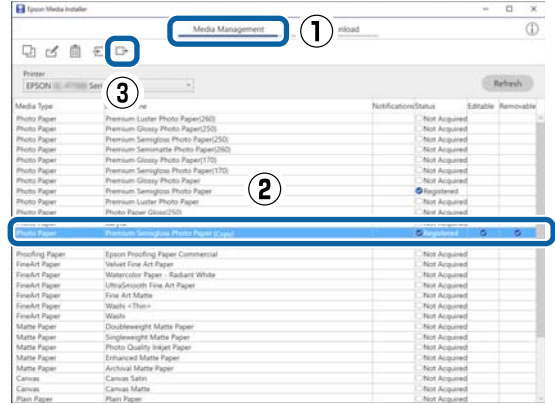 Epson Media Installer
Media Management
nload
①
③
Printer
EPSON Seri
Refresh
Media Type Notifications Status Editable Removable
Photo Paper Premium Luster Photo Paper(260) Not Acquired
Photo Paper Premium Glossy Photo Paper(250) Not Acquired
Photo Paper Premium Semigloss Photo Paper(250) Not Acquired
Photo Paper Premium Semimatte Photo Paper(260) Not Acquired
Photo Paper Premium Glossy Photo Paper(170) Not Acquired
Photo Paper Premium Semigloss Photo Paper(170) Not Acquired
Photo Paper Premium Glossy Photo Paper Not Acquired
Photo Paper Premium Semigloss Photo Paper Registered
Photo Paper Premium Luster Photo Paper Not Acquired
Photo Paper Photo Paper Gloss(250) Not Acquired
②
Photo Paper Premium Semigloss Photo Paper (Copy) Registered
Proofing Paper Epson Proofing Paper Commercial Not Acquired
FineArt Paper Velvet Fine Art Paper Not Acquired
FineArt Paper Watercolor Paper - Radiant White Not Acquired
FineArt Paper UltraSmooth Fine Art Paper Not Acquired
FineArt Paper Fine Art Matte Not Acquired
FineArt Paper Washi <Thin> Not Acquired
FineArt Paper Washi Not Acquired
Matte Paper Doubleweight Matte Paper Not Acquired
Matte Paper Singleweight Matte Paper Not Acquired
Matte Paper Photo Quality Inkjet Paper Not Acquired
Matte Paper Enhanced Matte Paper Not Acquired
Matte Paper Archival Matte Paper Not Acquired
Canvas Canvas Satin Not Acquired
Canvas Canvas Matte Not Acquired
Plain Paper Plain Paper Not Acquired